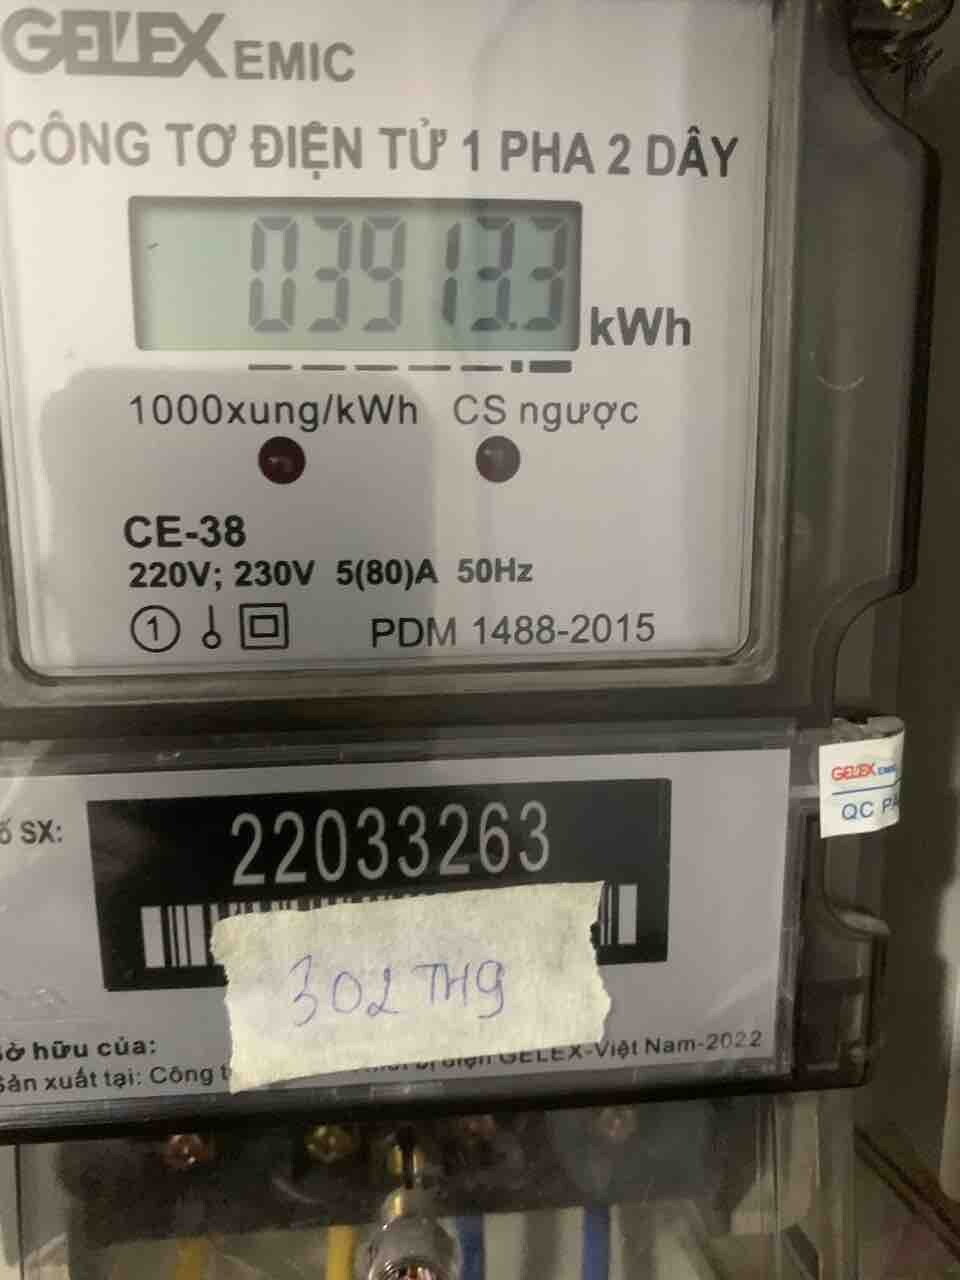 GELEX EMIC
CÔNG TƠ ĐIỆN TỬ 1 PHA 2 DÂY
03913.3 kWh
1000xung/kWh CS ngược
CE-38
220V; 230V 5(80)A 50Hz
1 PDM 1488-2015
GELEX EMIC
QC
SX:
22033263
302 TH9
hữu của:
xuất tại: Công điện GELEX-Việt Nam-2022